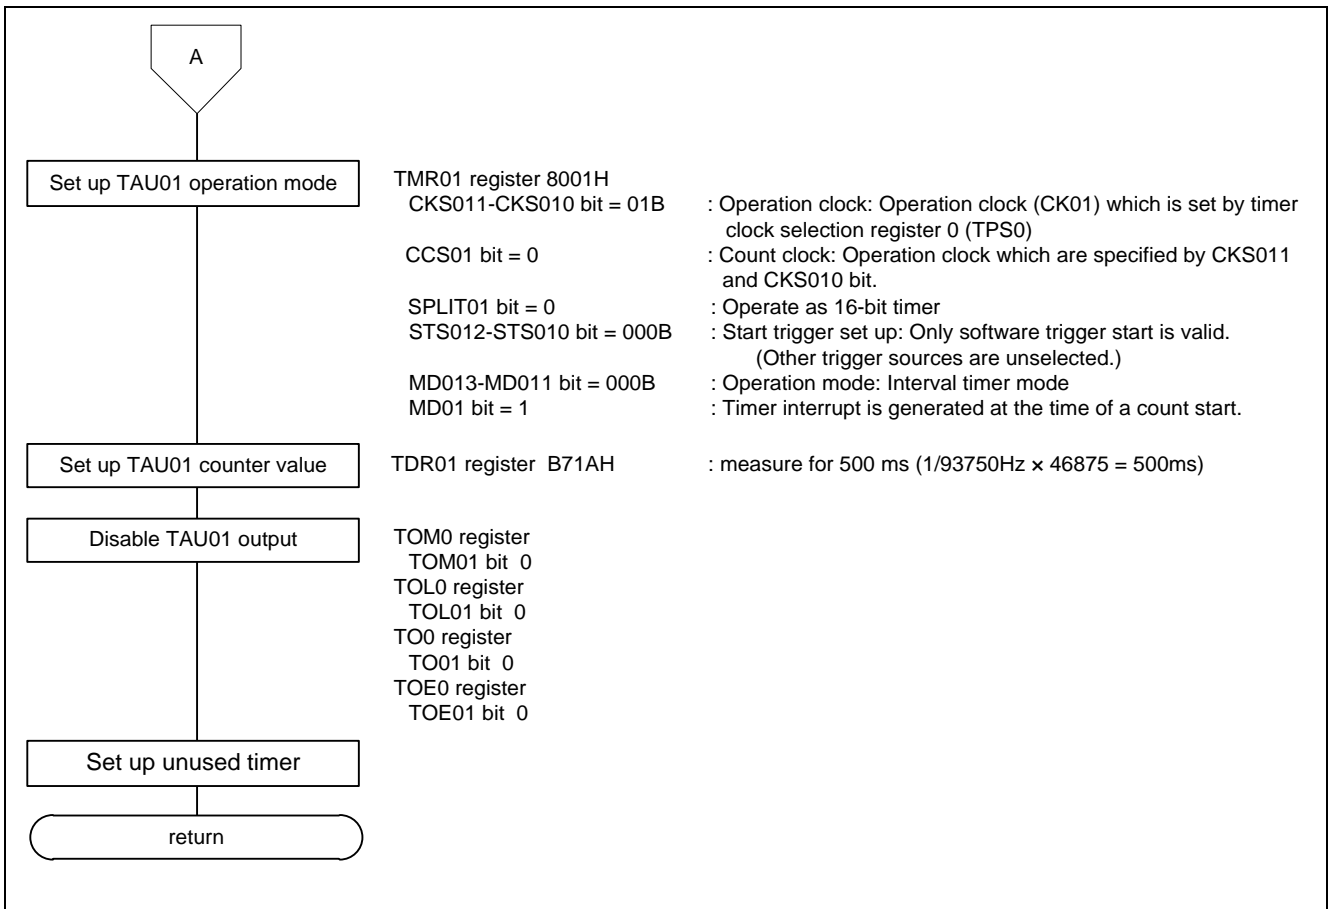 A
Set up TAU01 operation mode
TMR01 register 8001H
CKS011-CKS010 bit = 01B : Operation clock: Operation clock (CK01) which is set by timer
clock selection register 0 (TPS0)
CCS01 bit = 0 : Count clock: Operation clock which are specified by CKS011
and CKS010 bit.
SPLIT01 bit = 0 : Operate as 16-bit timer
STS012-STS010 bit = 000B : Start trigger set up: Only software trigger start is valid.
(Other trigger sources are unselected.)
MD013-MD011 bit = 000B : Operation mode: Interval timer mode
MD01 bit = 1 : Timer interrupt is generated at the time of a count start.
Set up TAU01 counter value
TDR01 register B71AH : measure for 500 ms (1/93750Hz × 46875 = 500ms)
Disable TAU01 output
TOM0 register
TOM01 bit 0
TOL0 register
TOL01 bit 0
TO0 register
TO01 bit 0
TOE0 register
TOE01 bit 0
Set up unused timer
return